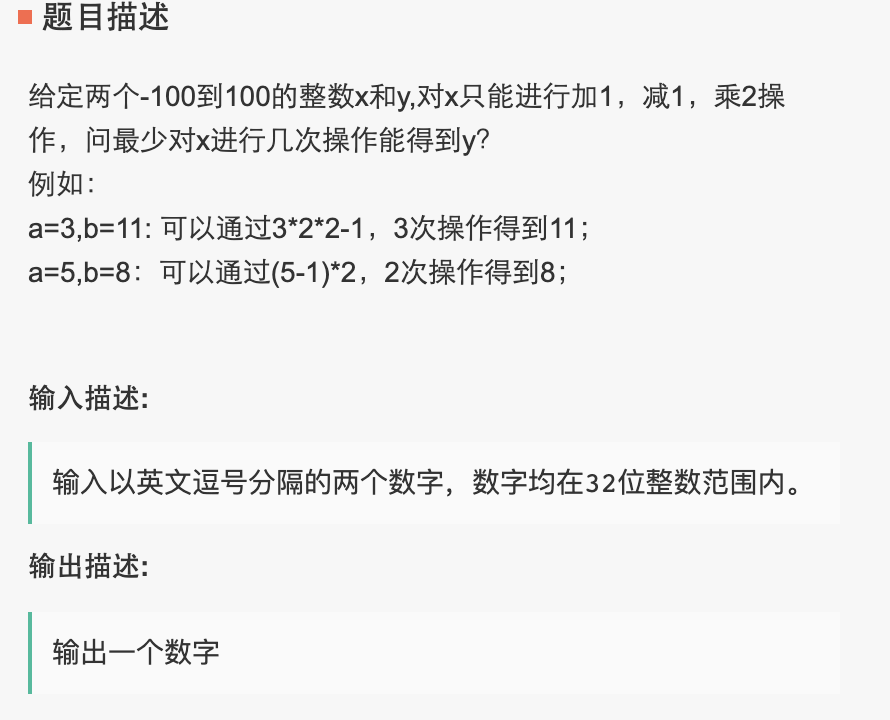 题目描述
给定两个-100到100的整数x和y,对x只能进行加1，减1，乘2操
作，问最少对x进行几次操作能得到y？
例如：
a=3,b=11: 可以通过3*2*2-1，3次操作得到11；
a=5,b=8：可以通过(5-1)*2，2次操作得到8；
输入描述:
输入以英文逗号分隔的两个数字，数字均在32位整数范围内。
输出描述:
输出一个数字